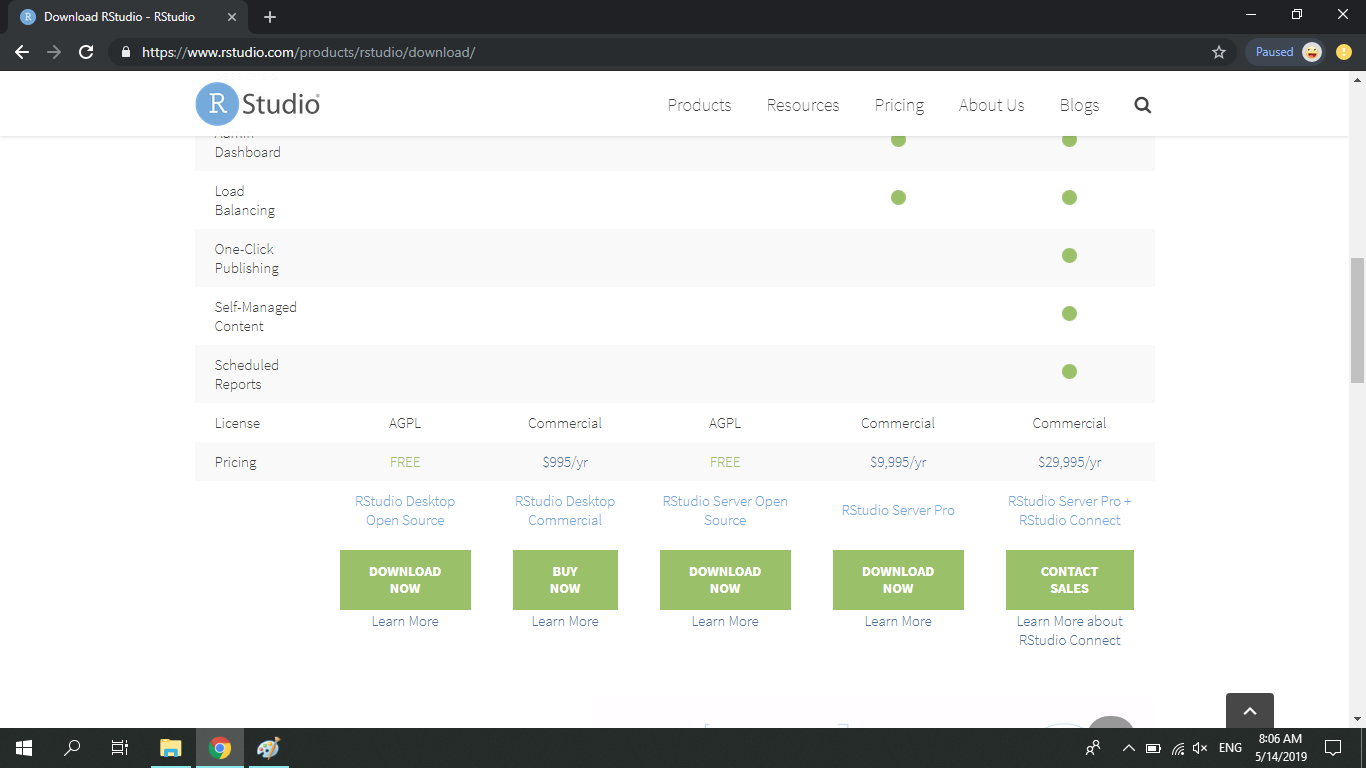 Download RStudio - RStudio
https://www.rstudio.com/products/rstudio/download/
Paused
R Studio
Products Resources Pricing About Us Blogs
Admin
Dashboard
Load
Balancing
One-Click
Publishing
Self-Managed
Content
Scheduled
Reports
License AGPL Commercial AGPL Commercial Commercial
Pricing FREE $995/yr FREE $9,995/yr $29,995/yr
RStudio Desktop
Open Source
RStudio Desktop
Commercial
RStudio Server Open
Source
RStudio Server Pro
RStudio Server Pro +
RStudio Connect
DOWNLOAD
NOW
BUY
NOW
DOWNLOAD
NOW
DOWNLOAD
NOW
CONTACT
SALES
Learn More
Learn More
Learn More
Learn More
Learn More about
RStudio Connect
ENG
8:06 AM
5/14/2019